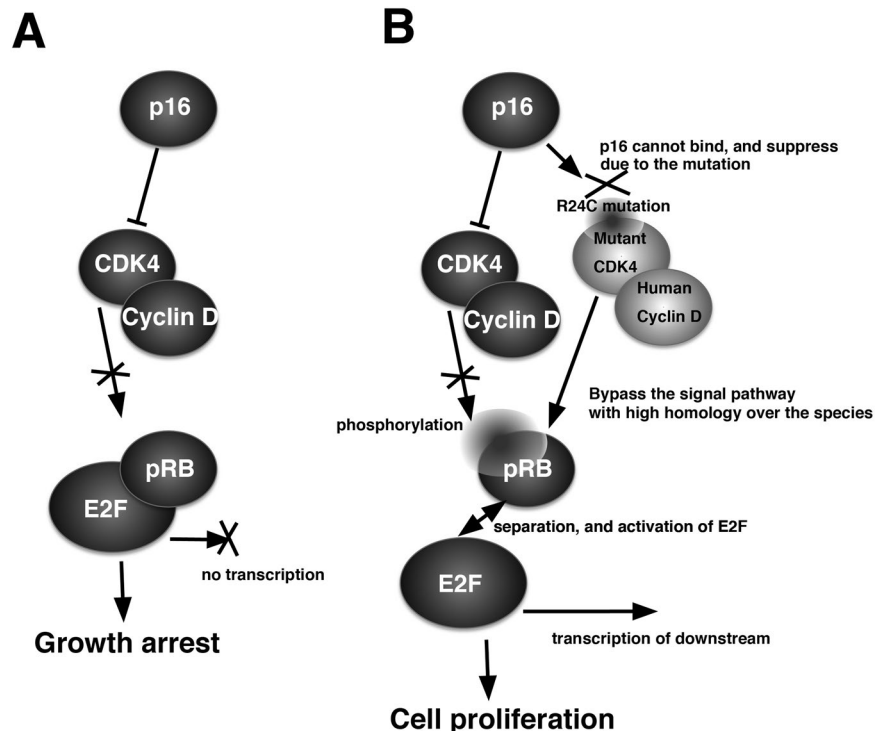 A
p16
CDK4
Cyclin D
pRB
E2F
no transcription
Growth arrest
B
p16
p16 cannot bind, and suppress
due to the mutation
R24C mutation
Mutant
CDK4
Human
Cyclin D
CDK4
Cyclin D
Bypass the signal pathway
with high homology over the species
phosphorylation
pRB
separation, and activation of E2F
E2F
transcription of downstream
Cell proliferation